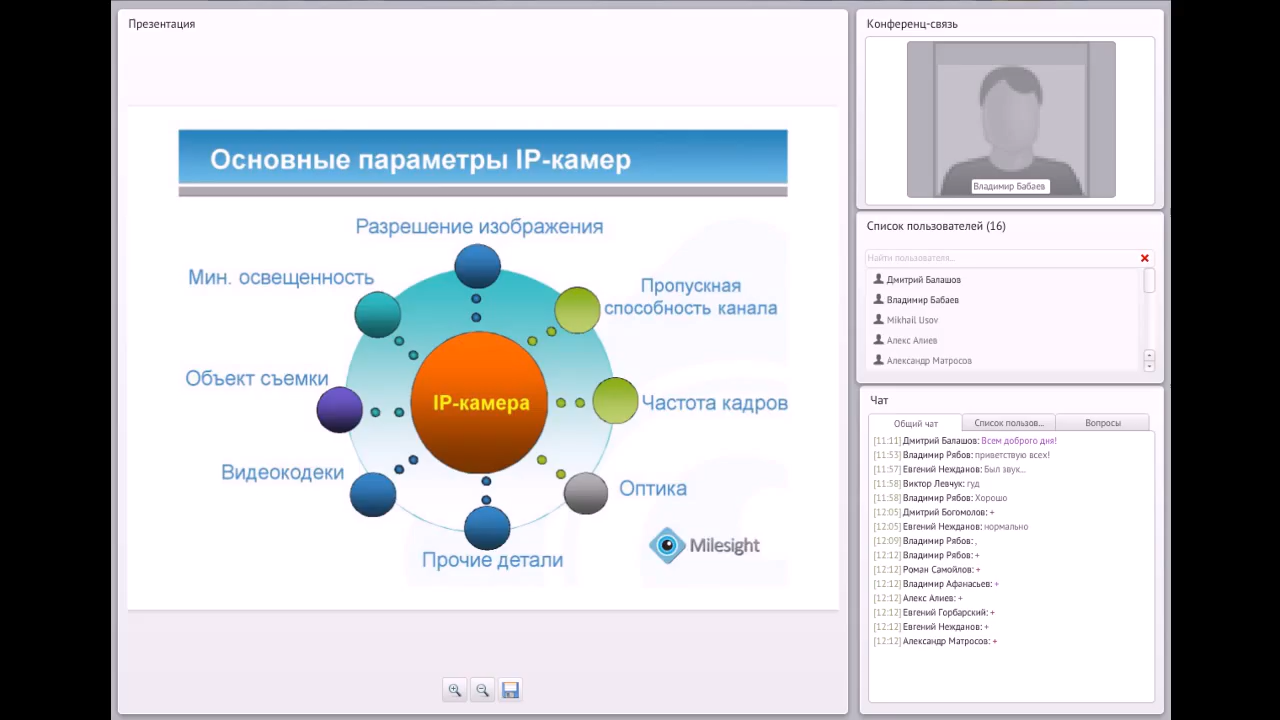 Презентация
Основные параметры IP-камер
Разрешение изображения
Мин. освещенность
Пропускная
способность канала
Объект съемки
IP-камера
Частота кадров
Видеокодеки
Оптика
Прочие детали
Milesight
Конференц-связь
Владимир Бабаев
Список пользователей (16)
Найти пользователя...
Дмитрий Балашов
Владимир Бабаев
Mikhail Usov
Алекс Алиев
Александр Матросов
Чат
Общий чат
Список пользов...
Вопросы
[11:11] Дмитрий Балашов: Всем доброго дня!
[11:53] Владимир Рябов: приветствую всех!
[11:57] Евгений Нежданов: Был звук...
[11:58] Виктор Левчук: гуд
[11:58] Владимир Рябов: Хорошо
[12:05] Дмитрий Богомолов: +
[12:05] Евгений Нежданов: нормально
[12:09] Владимир Рябов: ,
[12:12] Владимир Рябов: +
[12:12] Роман Самойлов: +
[12:12] Владимир Афанасьев: +
[12:12] Алекс Алиев: +
[12:12] Евгений Горбарский: +
[12:12] Евгений Нежданов: +
[12:12] Александр Матросов: +